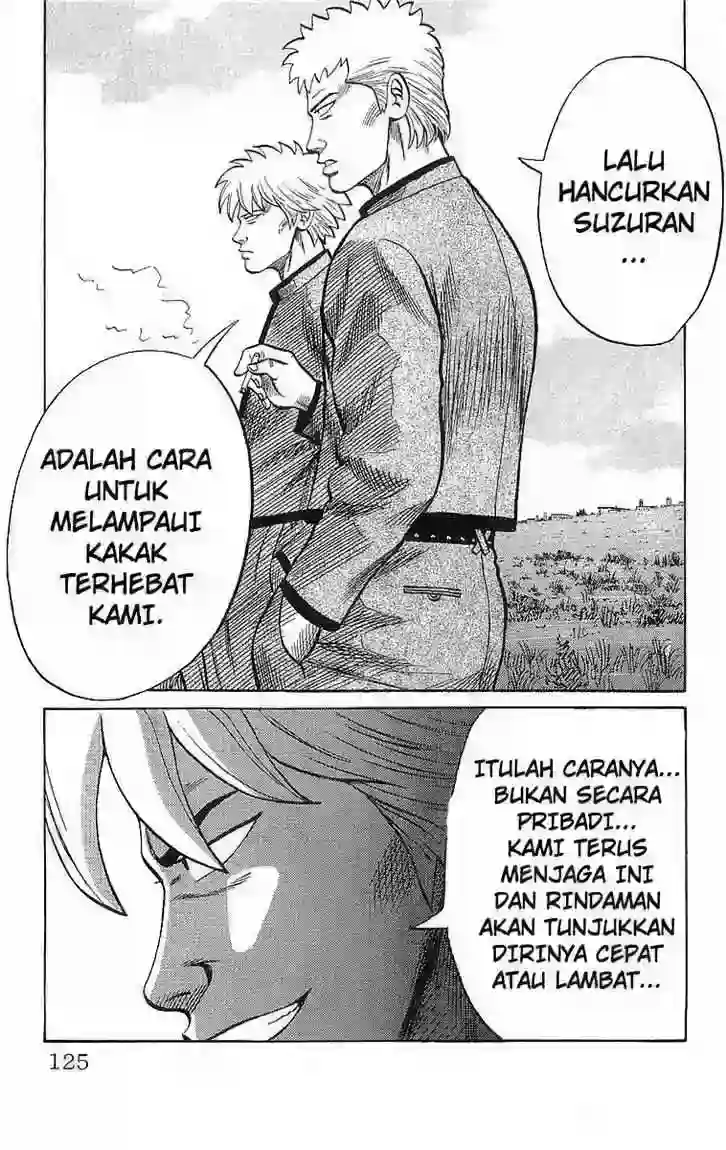 LALU
HANCURKAN
SUZURAN
...
ADALAH CARA
UNTUK
MELAMPAUI
KAKAK
TERHEBAT
KAMI.
ITULAH CARANYA...
BUKAN SECARA
PRIBADI...
KAMI TERUS
MENJAGA INI
DAN RINDAMAN
AKAN TUNJUKKAN
DIRINYA CEPAT
ATAU LAMBAT...
125